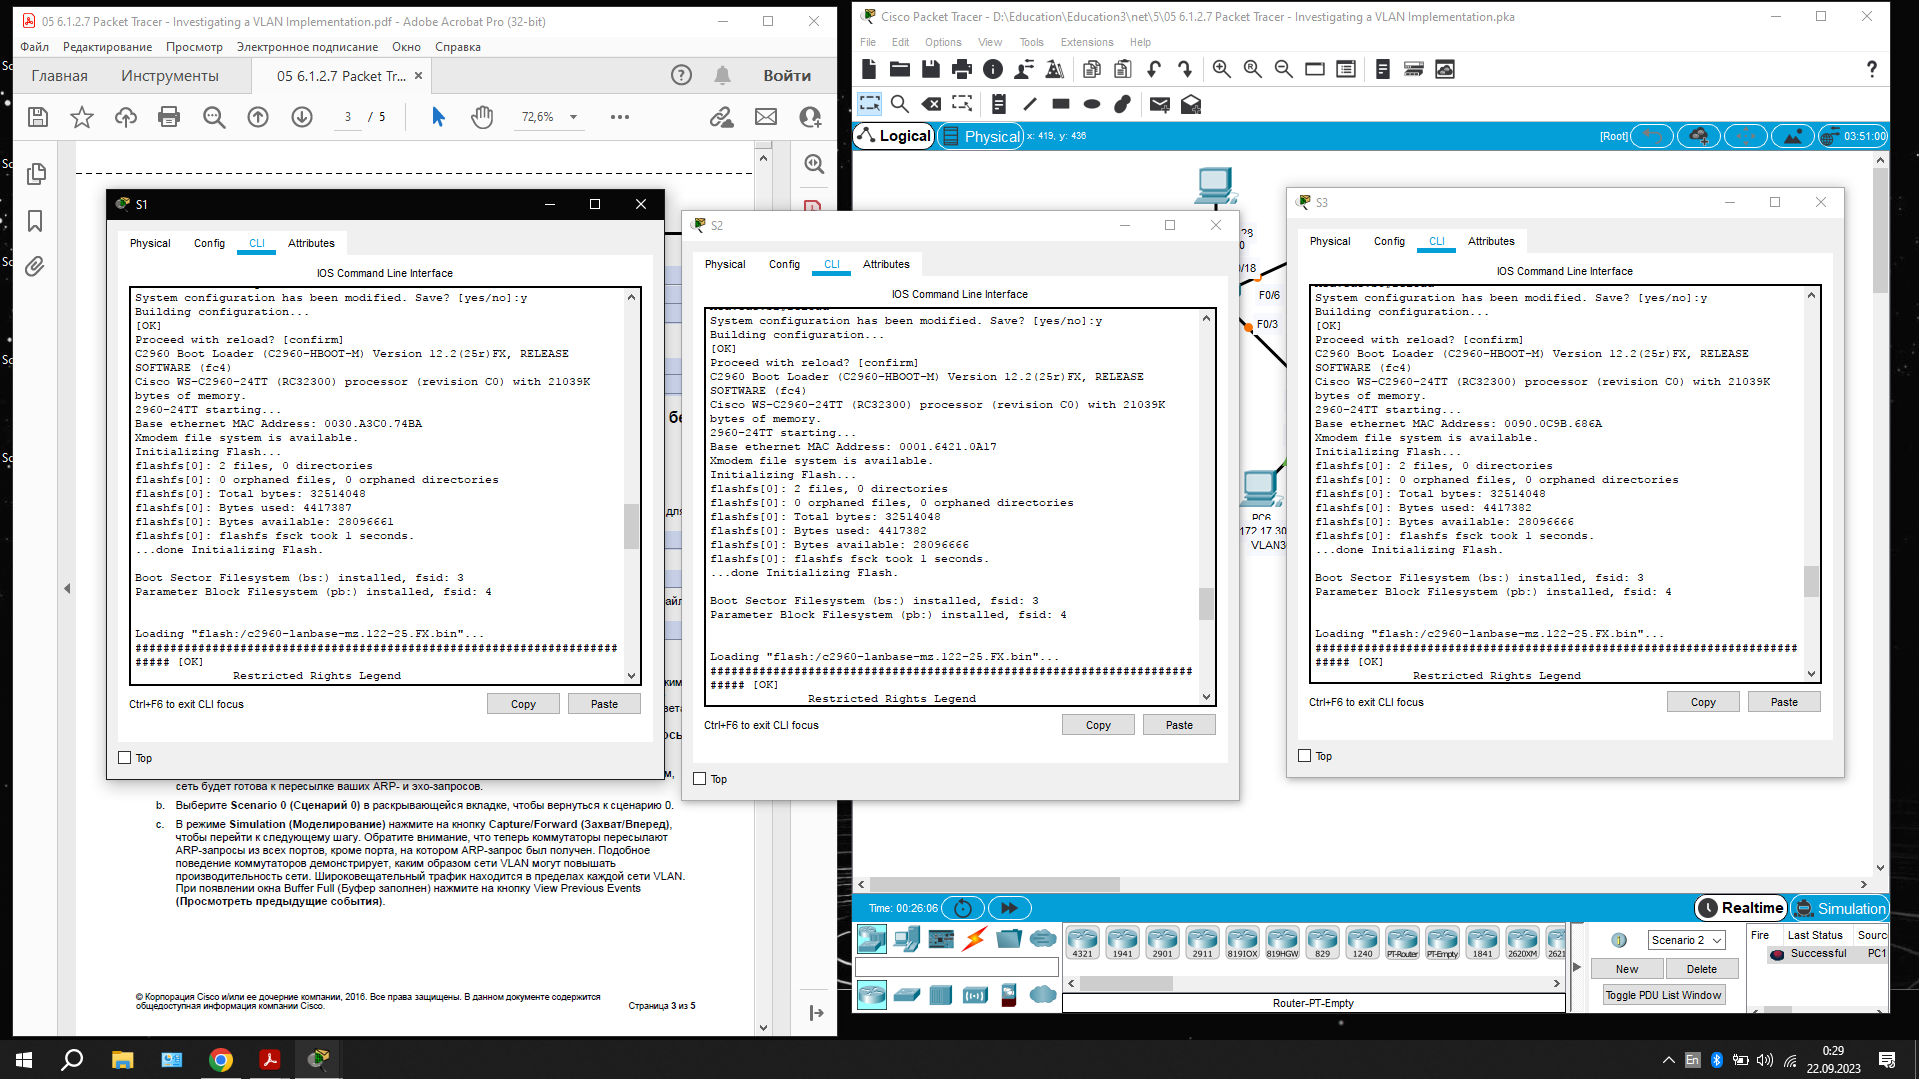 05 6.1.2.7 Packet Tracer - Investigating a VLAN Implementation.pdf - Adobe Acrobat Pro (32-bit)
Файл Редактирование Просмотр Электронное подписание Окно Справка
Главная Инструменты 05 6.1.2.7 Packet Tr... × Войти
3 / 5 72,6%
S1
Physical Config CLI Attributes
IOS Command Line Interface
System configuration has been modified. Save? [yes/no]:y
Building configuration...
[OK]
Proceed with reload? [confirm]
C2960 Boot Loader (C2960-HBOOT-M) Version 12.2(25r)FX, RELEASE
SOFTWARE (fc4)
Cisco WS-C2960-24TT (RC32300) processor (revision C0) with 21039K
bytes of memory.
2960-24TT starting...
Base ethernet MAC Address: 0030.A3C0.74BA
Xmodem file system is available.
Initializing Flash...
flashfs[0]: 2 files, 0 directories
flashfs[0]: 0 orphaned files, 0 orphaned directories
flashfs[0]: Total bytes: 32514048
flashfs[0]: Bytes used: 4417387
flashfs[0]: Bytes available: 28096661
flashfs[0]: flashfs fsck took 1 seconds.
...done Initializing Flash.
Boot Sector Filesystem (bs:) installed, fsid: 3
Parameter Block Filesystem (pb:) installed, fsid: 4
Loading "flash:/c2960-lanbase-mz.122-25.FX.bin"...
#####################################################################
##### [OK]
Restricted Rights Legend
Ctrl+F6 to exit CLI focus Copy Paste
Top
сеть будет готова к пересылке ваших ARP- и эхо-запросов.
b. Выберите Scenario 0 (Сценарий 0) в раскрывающейся вкладке, чтобы вернуться к сценарию 0.
c. В режиме Simulation (Моделирование) нажмите на кнопку Capture/Forward (Захват/Вперед),
чтобы перейти к следующему шагу. Обратите внимание, что теперь коммутаторы пересылают
ARP-запросы из всех портов, кроме порта, на котором ARP-запрос был получен. Подобное
поведение коммутаторов демонстрирует, каким образом сети VLAN могут повышать
производительность сети. Широковещательный трафик находится в пределах каждой сети VLAN.
При появлении окна Buffer Full (Буфер заполнен) нажмите на кнопку View Previous Events
(Просмотреть предыдущие события).
© Корпорация Cisco и/или ее дочерние компании, 2016. Все права защищены. В данном документе содержится
общедоступная информация компании Cisco. Страница 3 из 5
S2
Physical Config CLI Attributes
IOS Command Line Interface
System configuration has been modified. Save? [yes/no]:y
Building configuration...
[OK]
Proceed with reload? [confirm]
C2960 Boot Loader (C2960-HBOOT-M) Version 12.2(25r)FX, RELEASE
SOFTWARE (fc4)
Cisco WS-C2960-24TT (RC32300) processor (revision C0) with 21039K
bytes of memory.
2960-24TT starting...
Base ethernet MAC Address: 0001.6421.0A17
Xmodem file system is available.
Initializing Flash...
flashfs[0]: 2 files, 0 directories
flashfs[0]: 0 orphaned files, 0 orphaned directories
flashfs[0]: Total bytes: 32514048
flashfs[0]: Bytes used: 4417382
flashfs[0]: Bytes available: 28096666
flashfs[0]: flashfs fsck took 1 seconds.
...done Initializing Flash.
Boot Sector Filesystem (bs:) installed, fsid: 3
Parameter Block Filesystem (pb:) installed, fsid: 4
Loading "flash:/c2960-lanbase-mz.122-25.FX.bin"...
#####################################################################
##### [OK]
Restricted Rights Legend
Ctrl+F6 to exit CLI focus Copy Paste
Top
Cisco Packet Tracer - D:\Education\Education3\net\5\05 6.1.2.7 Packet Tracer - Investigating a VLAN Implementation.pka
File Edit Options View Tools Extensions Help
Logical Physical x: 419, y: 436 [Root] 03:51:00
F0/6
F0/3
PC6
172.17.30
VLAN3
S3
Physical Config CLI Attributes
IOS Command Line Interface
System configuration has been modified. Save? [yes/no]:y
Building configuration...
[OK]
Proceed with reload? [confirm]
C2960 Boot Loader (C2960-HBOOT-M) Version 12.2(25r)FX, RELEASE
SOFTWARE (fc4)
Cisco WS-C2960-24TT (RC32300) processor (revision C0) with 21039K
bytes of memory.
2960-24TT starting...
Base ethernet MAC Address: 0090.0C9B.686A
Xmodem file system is available.
Initializing Flash...
flashfs[0]: 2 files, 0 directories
flashfs[0]: 0 orphaned files, 0 orphaned directories
flashfs[0]: Total bytes: 32514048
flashfs[0]: Bytes used: 4417382
flashfs[0]: Bytes available: 28096666
flashfs[0]: flashfs fsck took 1 seconds.
...done Initializing Flash.
Boot Sector Filesystem (bs:) installed, fsid: 3
Parameter Block Filesystem (pb:) installed, fsid: 4
Loading "flash:/c2960-lanbase-mz.122-25.FX.bin"...
#####################################################################
##### [OK]
Restricted Rights Legend
Ctrl+F6 to exit CLI focus Copy Paste
Top
Time: 00:26:06 Realtime Simulation
4321 1941 2901 2911 819IOX 819HGW 829 1240 PT-Router PT-Empty 1841 2620XM 2621
Router-PT-Empty
Scenario 2
New Delete
Toggle PDU List Window
Fire Last Status Sourc
Successful PC1
En 0:29
22.09.2023